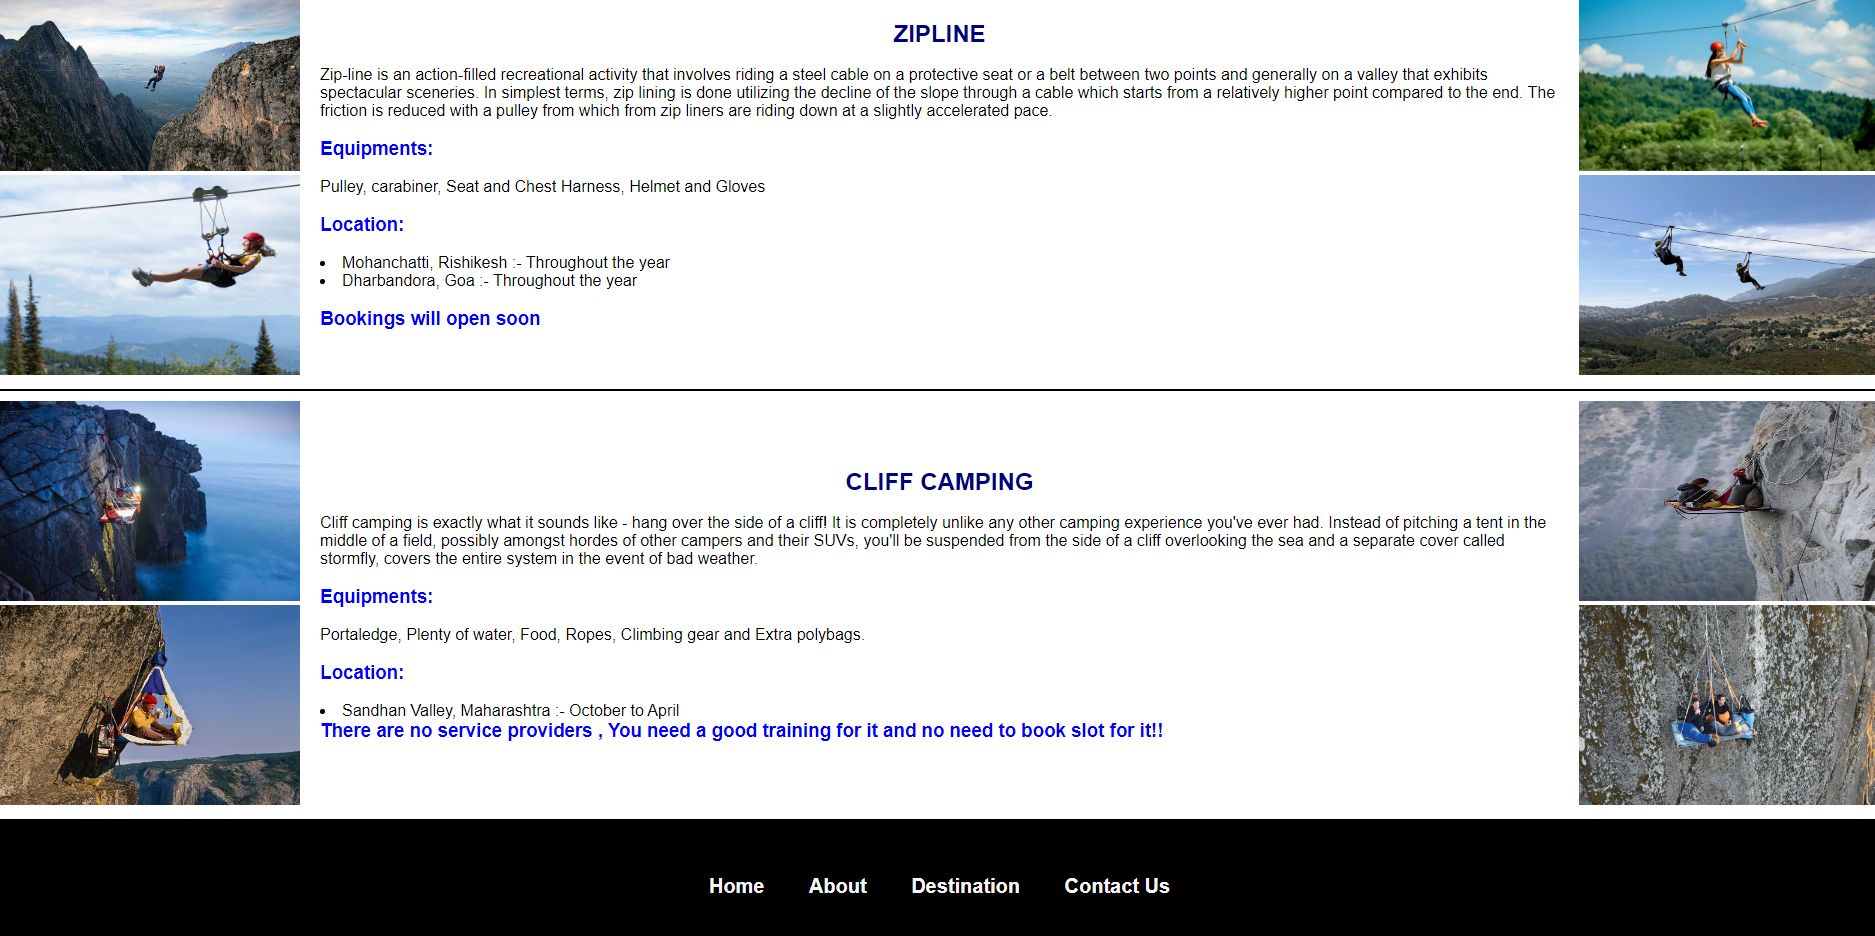 ZIPLINE
Zip-line is an action-filled recreational activity that involves riding a steel cable on a protective seat or a belt between two points and generally on a valley that exhibits
spectacular sceneries. In simplest terms, zip lining is done utilizing the decline of the slope through a cable which starts from a relatively higher point compared to the end. The
friction is reduced with a pulley from which from zip liners are riding down at a slightly accelerated pace.
Equipments:
Pulley, carabiner, Seat and Chest Harness, Helmet and Gloves
Location:
• Mohanchatti, Rishikesh :- Throughout the year
• Dharbandora, Goa :- Throughout the year
Bookings will open soon
CLIFF CAMPING
Cliff camping is exactly what it sounds like - hang over the side of a cliff! It is completely unlike any other camping experience you've ever had. Instead of pitching a tent in the
middle of a field, possibly amongst hordes of other campers and their SUVs, you'll be suspended from the side of a cliff overlooking the sea and a separate cover called
stormfly, covers the entire system in the event of bad weather.
Equipments:
Portaledge, Plenty of water, Food, Ropes, Climbing gear and Extra polybags.
Location:
• Sandhan Valley, Maharashtra :- October to April
There are no service providers , You need a good training for it and no need to book slot for it!!
Home About Destination Contact Us